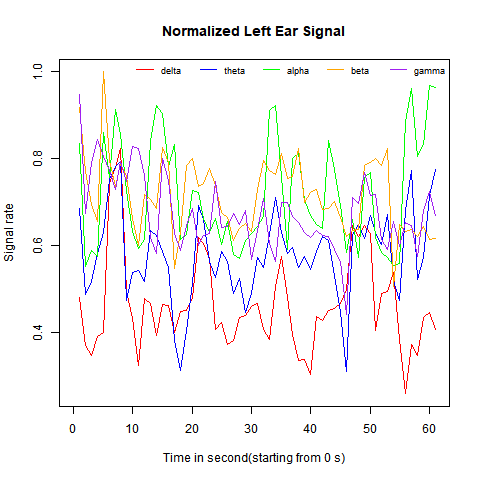 Normalized Left Ear Signal
delta theta alpha beta gamma
1.0
0.8
0.6
0.4
Signal rate
0 10 20 30 40 50 60
Time in second(starting from 0 s)